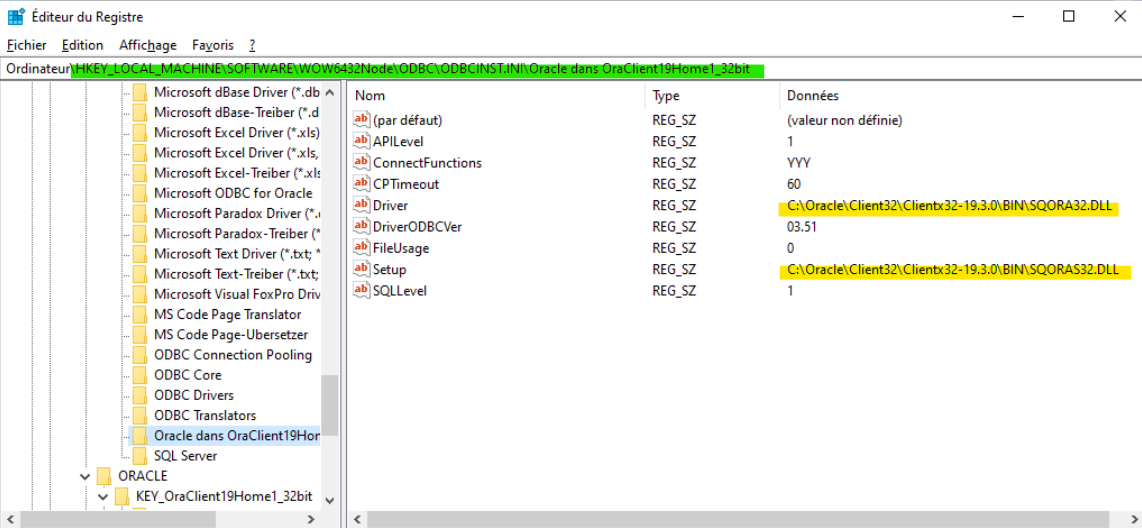 Éditeur du Registre
Fichier Edition Affichage Favoris ?
Ordinateur\HKEY_LOCAL_MACHINE\SOFTWARE\WOW6432Node\ODBC\ODBCINST.INI\Oracle dans OraClient19Home1_32bit
Microsoft dBase Driver (*.db
Microsoft dBase-Treiber (*.d
Microsoft Excel Driver (*.xls)
Microsoft Excel Driver (*.xls,
Microsoft Excel-Treiber (*.xls
Microsoft ODBC for Oracle
Microsoft Paradox Driver (*.
Microsoft Paradox-Treiber (*
Microsoft Text Driver (*.txt; *
Microsoft Text-Treiber (*.txt;
Microsoft Visual FoxPro Driv
MS Code Page Translator
MS Code Page-Ubersetzer
ODBC Connection Pooling
ODBC Core
ODBC Drivers
ODBC Translators
Oracle dans OraClient19Hor
SQL Server
ORACLE
KEY_OraClient19Home1_32bit
Nom Type Données
(par défaut) REG_SZ (valeur non définie)
APILevel REG_SZ 1
ConnectFunctions REG_SZ YYY
CPTimeout REG_SZ 60
Driver REG_SZ C:\Oracle\Client32\Clientx32-19.3.0\BIN\SQORA32.DLL
DriverODBCVer REG_SZ 03.51
FileUsage REG_SZ 0
Setup REG_SZ C:\Oracle\Client32\Clientx32-19.3.0\BIN\SQORAS32.DLL
SQLLevel REG_SZ 1